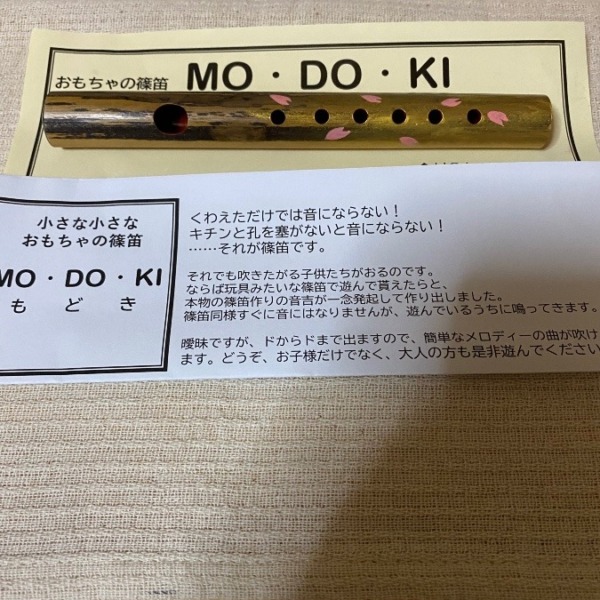 おもちゃの篠笛 MO・DO・KI
小さな小さな
おもちゃの篠笛
MO・DO・KI
もどき
くわえただけでは音にならない！
キチンと孔を塞がないと音にならない！
……それが篠笛です。
それでも吹きたがる子供たちがおるのです。
ならば玩具みたいな篠笛で遊んで貰えたらと、
本物の篠笛作りの音吉が一念発起して作り出しました。
篠笛同様すぐに音にはなりませんが、遊んでいるうちに鳴ってきます。
曖昧ですが、ドからドまで出ますので、簡単なメロディーの曲が吹け
ます。どうぞ、お子様だけでなく、大人の方も是非遊んでください